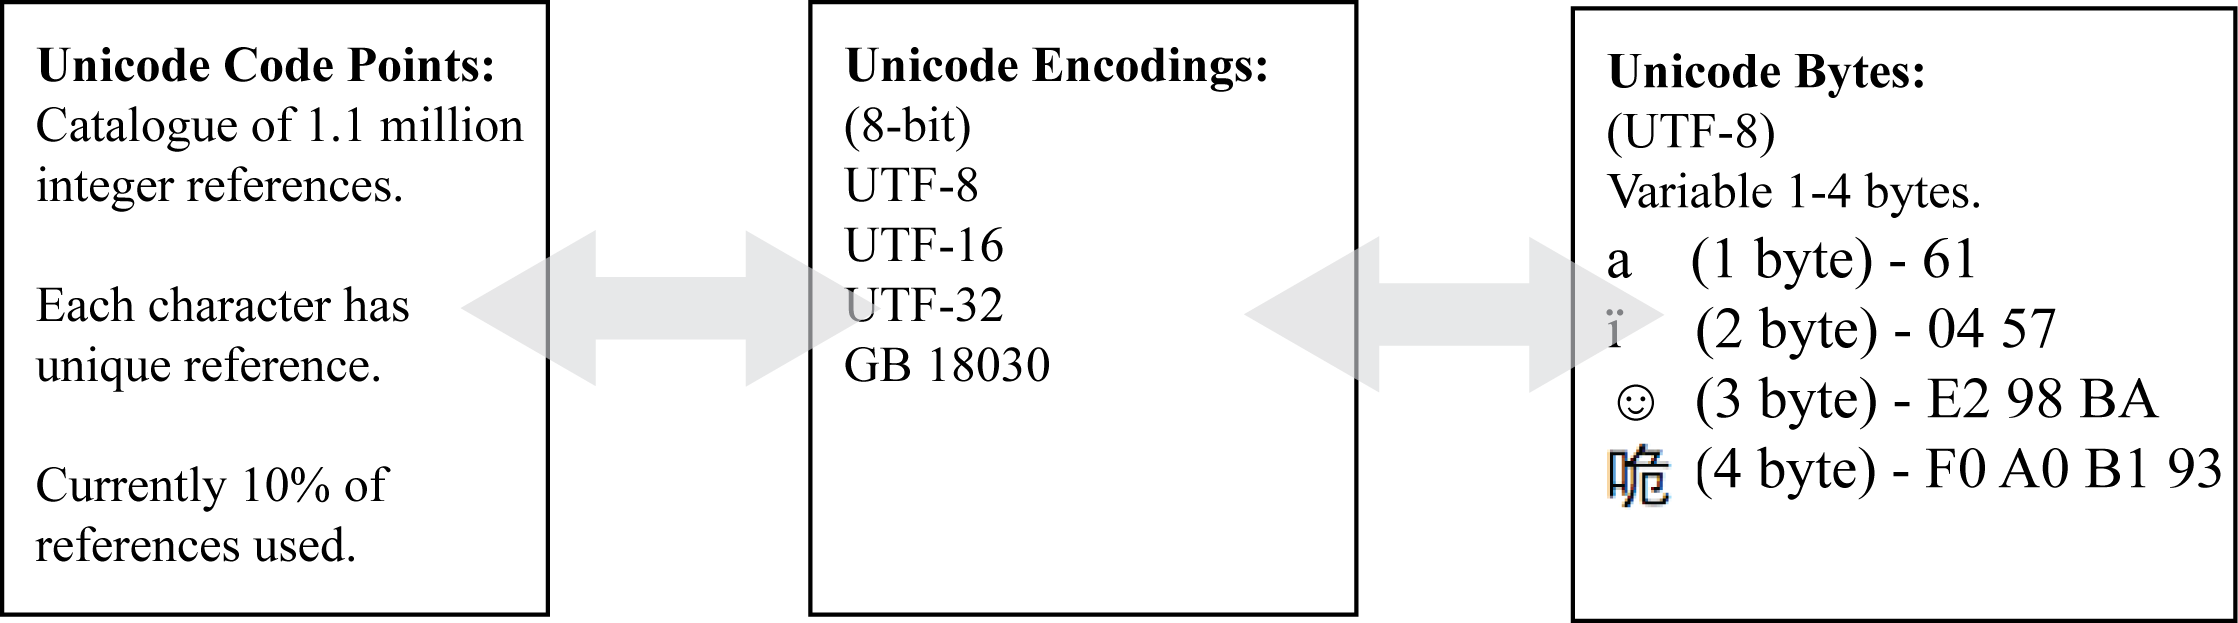 Unicode Code Points:
Catalogue of 1.1 million
integer references.
Each character has
unique reference.
Currently 10% of
references used.
Unicode Encodings:
(8-bit)
UTF-8
UTF-16
UTF-32
GB 18030
Unicode Bytes:
(UTF-8)
Variable 1-4 bytes.
a (1 byte) - 61
ї (2 byte) - 04 57
☺ (3 byte) - E2 98 BA
𠱓 (4 byte) - F0 A0 B1 93